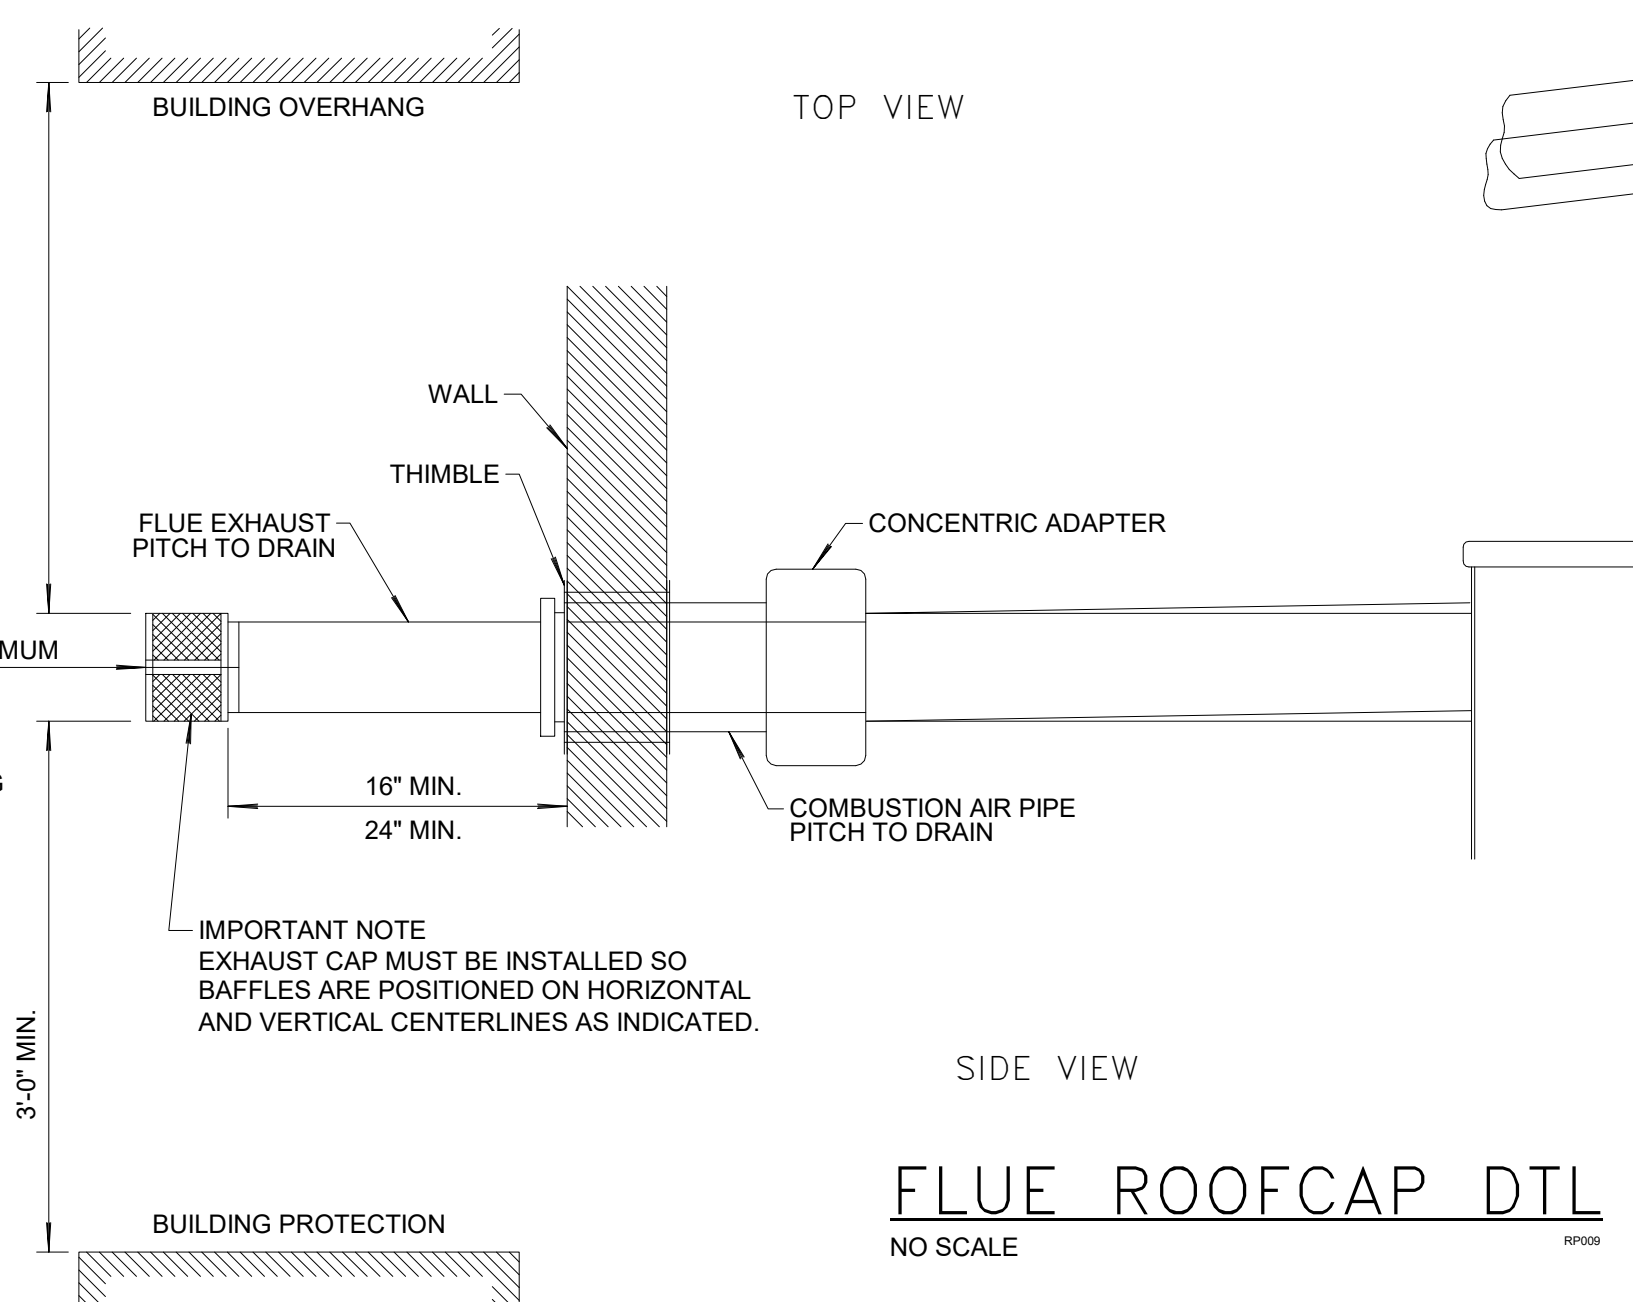 BUILDING OVERHANG
TOP VIEW
WALL
THIMBLE
FLUE EXHAUST
PITCH TO DRAIN
CONCENTRIC ADAPTER
16" MIN.
24" MIN.
COMBUSTION AIR PIPE
PITCH TO DRAIN
IMPORTANT NOTE
EXHAUST CAP MUST BE INSTALLED SO
BAFFLES ARE POSITIONED ON HORIZONTAL
AND VERTICAL CENTERLINES AS INDICATED.
3'-0" MIN.
SIDE VIEW
BUILDING PROTECTION
FLUE ROOFCAP DTL
NO SCALE
RP009